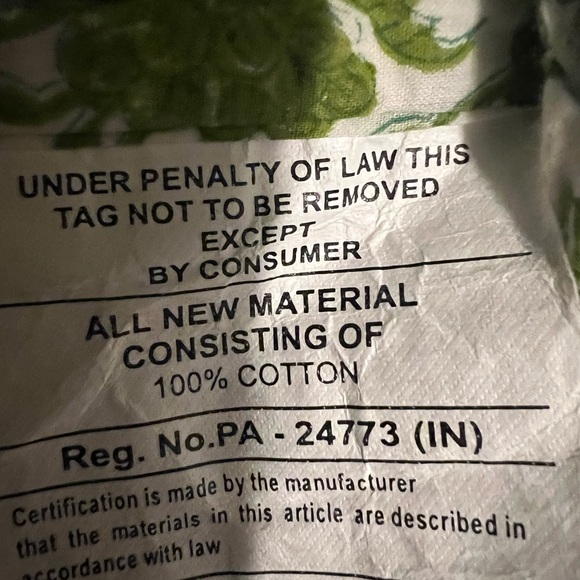 UNDER PENALTY OF LAW THIS
TAG NOT TO BE REMOVED
EXCEPT
BY CONSUMER
ALL NEW MATERIAL
CONSISTING OF
100% COTTON
Reg. No.PA - 24773 (IN)
Certification is made by the manufacturer
that the materials in this article are described in
accordance with law